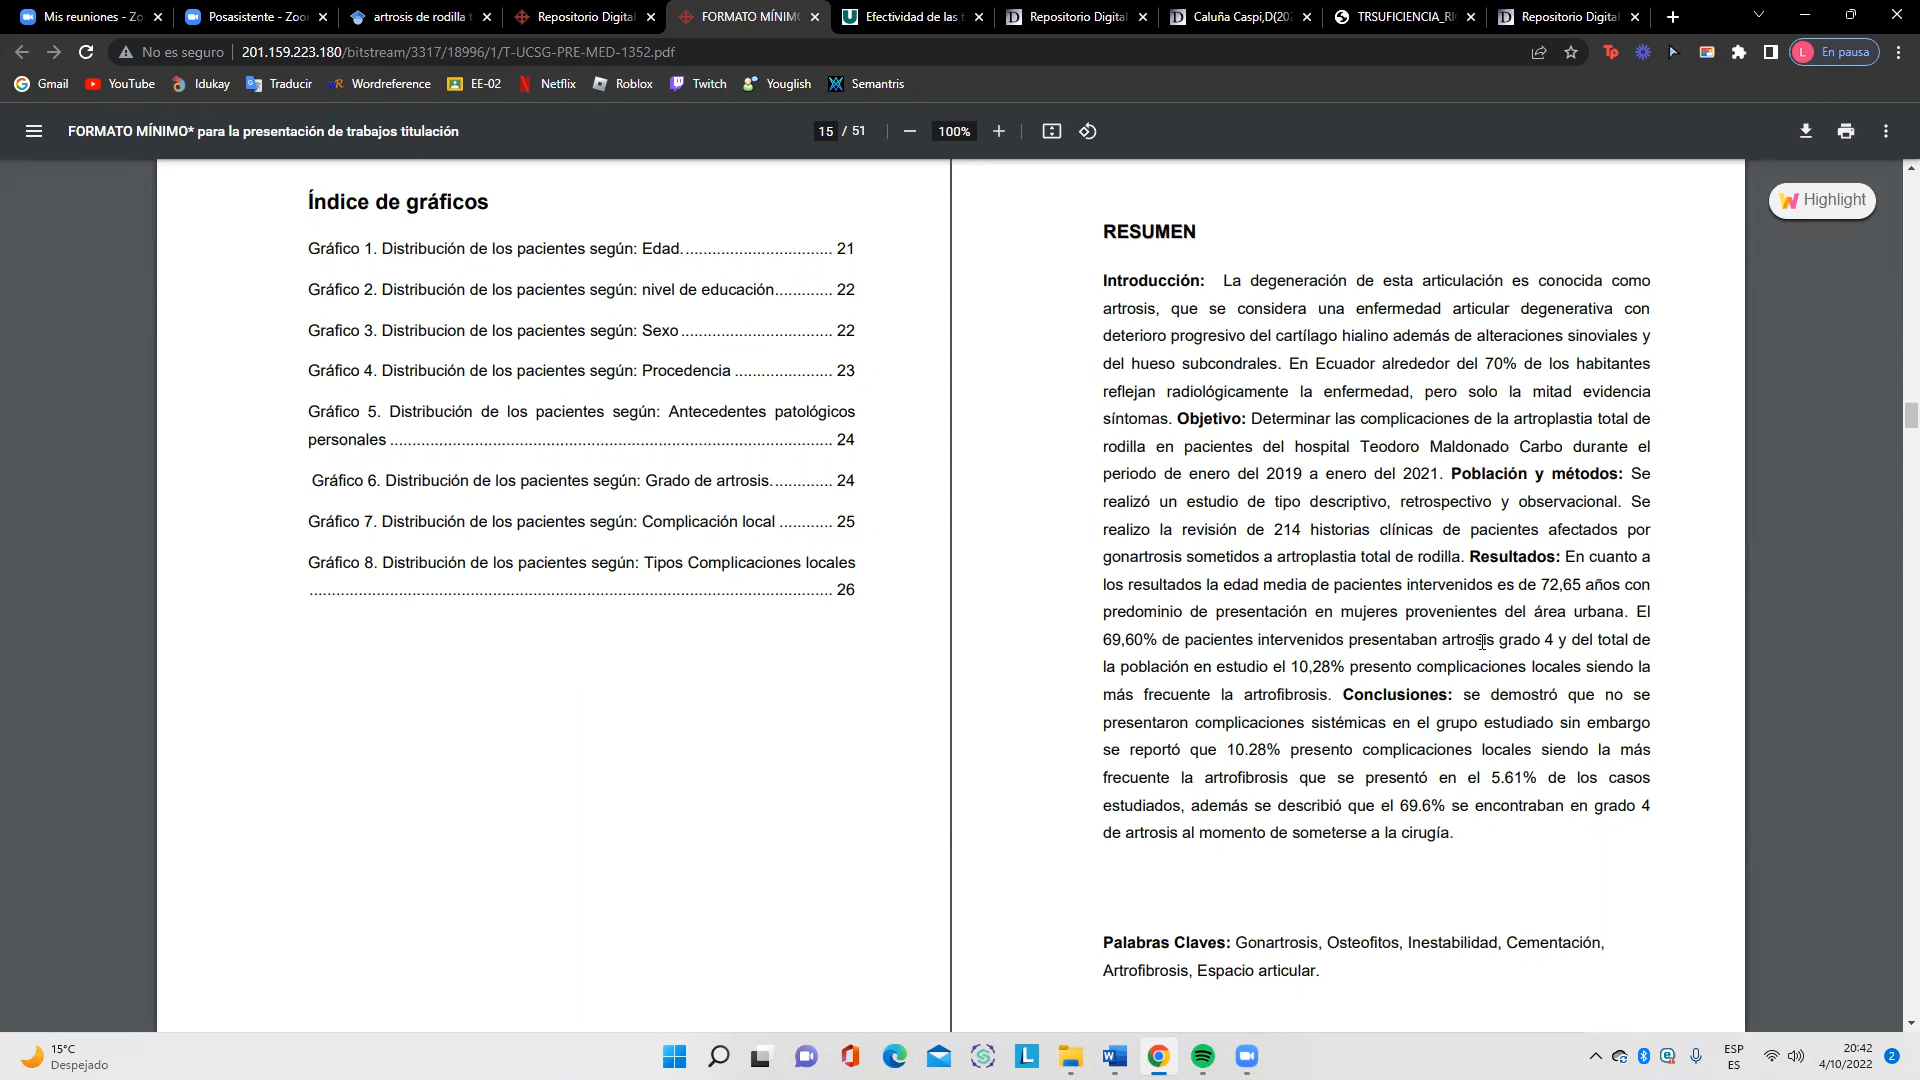 Mis reuniones - Zo
Posasistente - Zoo
artrosis de rodilla t
Repositorio Digital
FORMATO MÍNIM
Efectividad de las t
Repositorio Digital
Caluña Caspi,D(20
TRSUFICIENCIA_RI
Repositorio Digital
No es seguro
201.159.223.180/bitstream/3317/18996/1/T-UCSG-PRE-MED-1352.pdf
L En pausa
Gmail YouTube Idukay Traducir Wordreference EE-02 Netflix Roblox Twitch Youglish Semantris
FORMATO MÍNIMO* para la presentación de trabajos titulación
15 / 51
100%
Highlight
Índice de gráficos
Gráfico 1. Distribución de los pacientes según: Edad................................. 21
Gráfico 2. Distribución de los pacientes según: nivel de educación............. 22
Grafico 3. Distribucion de los pacientes según: Sexo.................................. 22
Gráfico 4. Distribución de los pacientes según: Procedencia ...................... 23
Gráfico 5. Distribución de los pacientes según: Antecedentes patológicos
personales .................................................................................................... 24
Gráfico 6. Distribución de los pacientes según: Grado de artrosis.............. 24
Gráfico 7. Distribución de los pacientes según: Complicación local ............ 25
Gráfico 8. Distribución de los pacientes según: Tipos Complicaciones locales
...................................................................................................................... 26
RESUMEN
Introducción: La degeneración de esta articulación es conocida como
artrosis, que se considera una enfermedad articular degenerativa con
deterioro progresivo del cartílago hialino además de alteraciones sinoviales y
del hueso subcondrales. En Ecuador alrededor del 70% de los habitantes
reflejan radiológicamente la enfermedad, pero solo la mitad evidencia
síntomas. Objetivo: Determinar las complicaciones de la artroplastia total de
rodilla en pacientes del hospital Teodoro Maldonado Carbo durante el
periodo de enero del 2019 a enero del 2021. Población y métodos: Se
realizó un estudio de tipo descriptivo, retrospectivo y observacional. Se
realizo la revisión de 214 historias clínicas de pacientes afectados por
gonartrosis sometidos a artroplastia total de rodilla. Resultados: En cuanto a
los resultados la edad media de pacientes intervenidos es de 72,65 años con
predominio de presentación en mujeres provenientes del área urbana. El
69,60% de pacientes intervenidos presentaban artrosis grado 4 y del total de
la población en estudio el 10,28% presento complicaciones locales siendo la
más frecuente la artrofibrosis. Conclusiones: se demostró que no se
presentaron complicaciones sistémicas en el grupo estudiado sin embargo
se reportó que 10.28% presento complicaciones locales siendo la más
frecuente la artrofibrosis que se presentó en el 5.61% de los casos
estudiados, además se describió que el 69.6% se encontraban en grado 4
de artrosis al momento de someterse a la cirugía.
Palabras Claves: Gonartrosis, Osteofitos, Inestabilidad, Cementación,
Artrofibrosis, Espacio articular.
15°C
Despejado
ESP
ES
20:42
4/10/2022
2